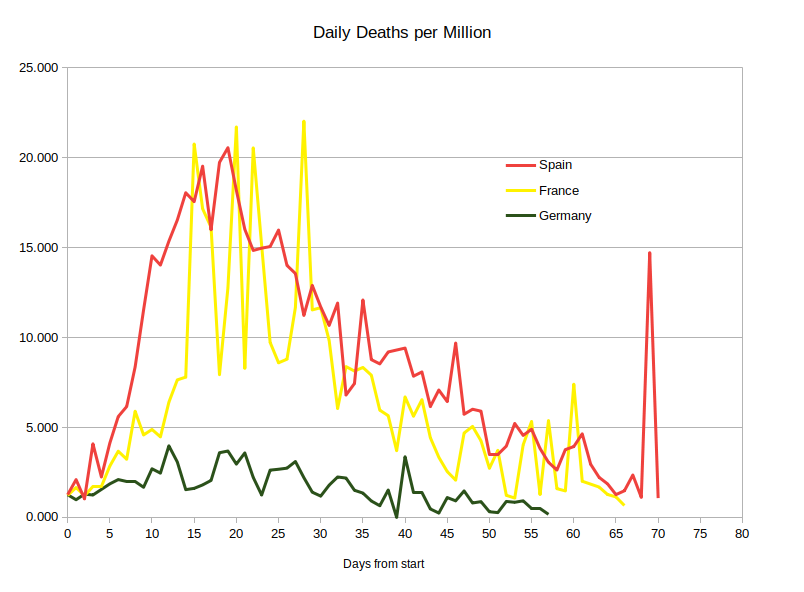 Daily Deaths per Million
25.000
20.000
15.000
10.000
5.000
0.000
Spain
France
Germany
0 5 10 15 20 25 30 35 40 45 50 55 60 65 70 75 80
Days from start